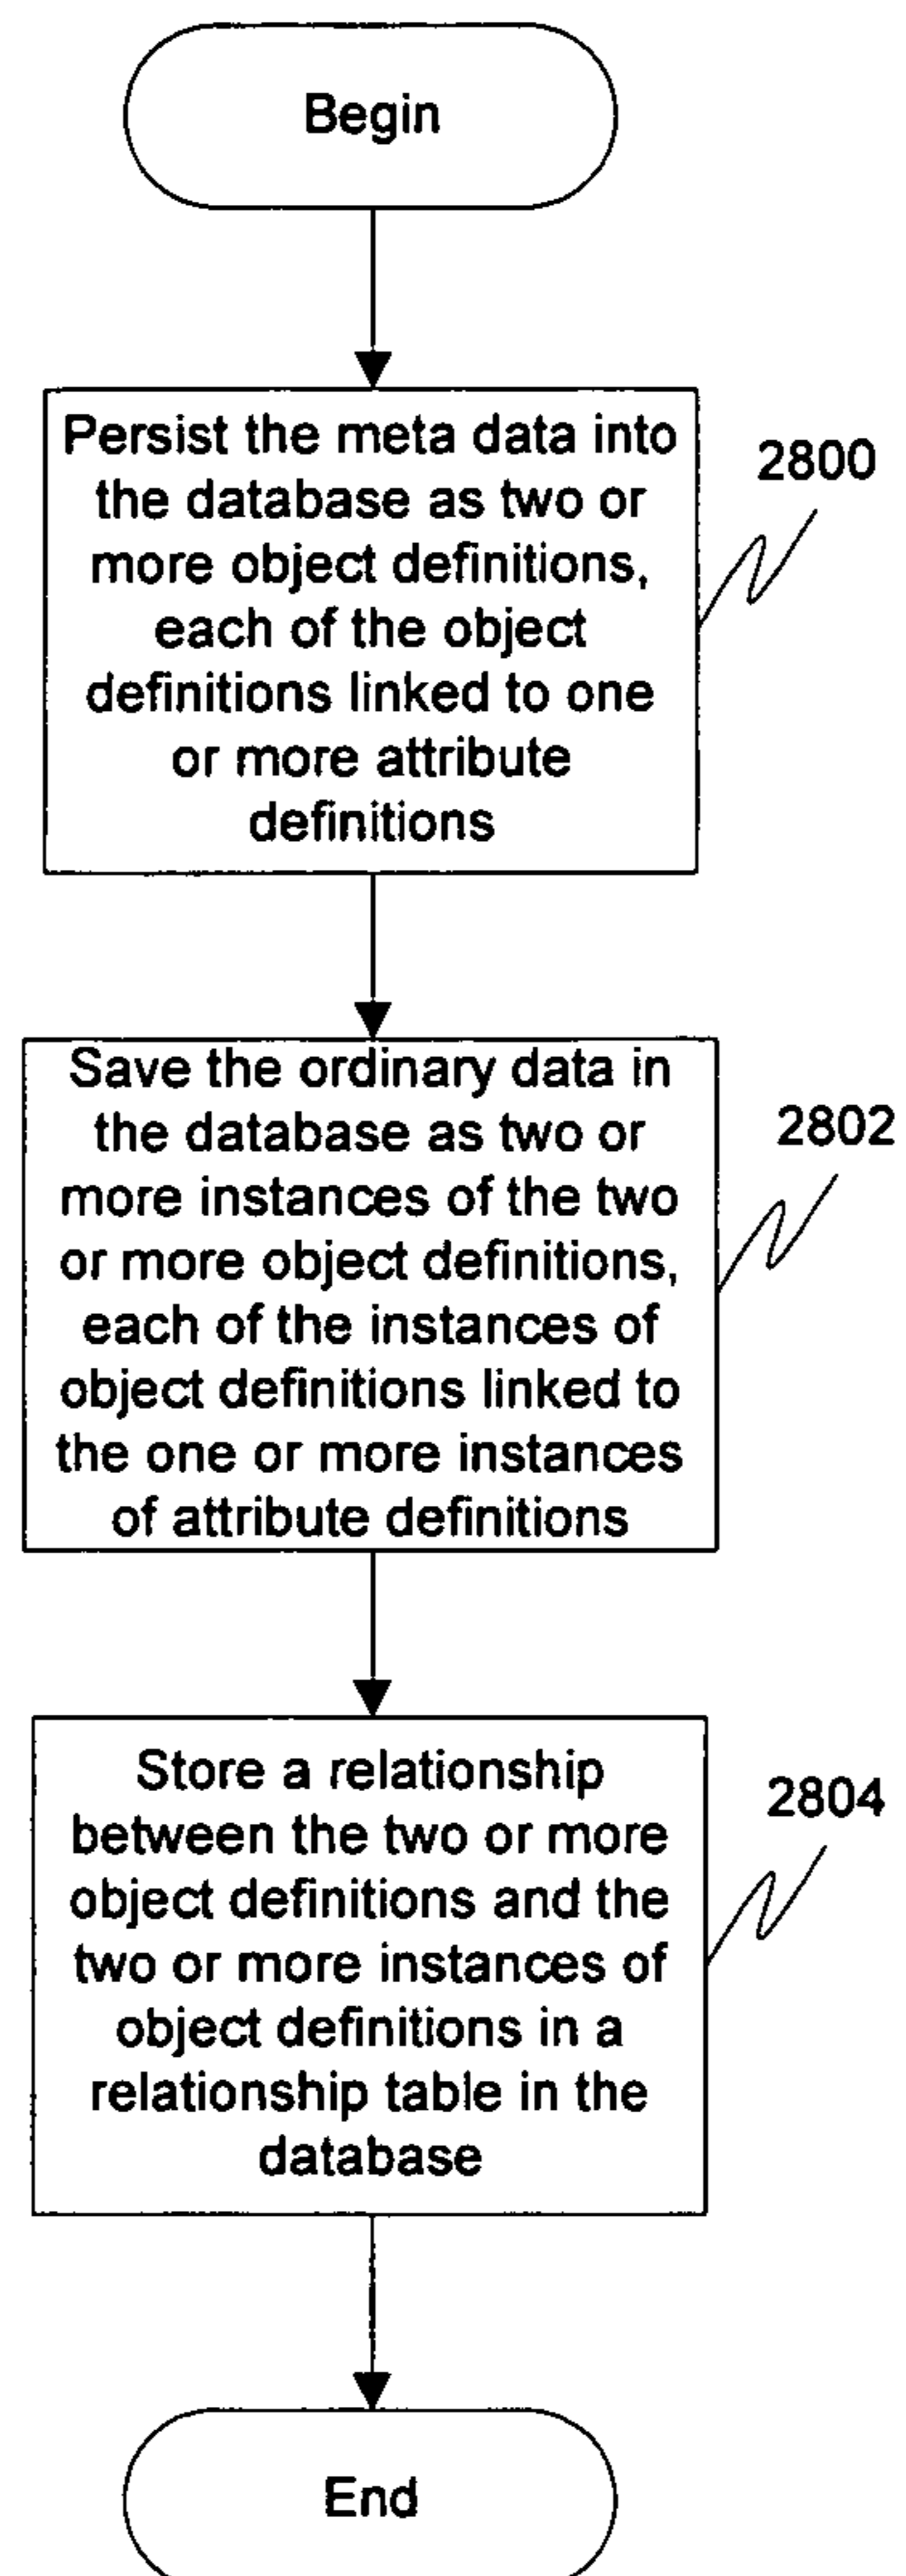 Begin
Persist the meta data into
the database as two or
more object definitions,
each of the object
definitions linked to one
or more attribute
definitions
2800
Save the ordinary data in
the database as two or
more instances of the two
or more object definitions,
each of the instances of
object definitions linked to
the one or more instances
of attribute definitions
2802
Store a relationship
between the two or more
object definitions and the
two or more instances of
object definitions in a
relationship table in the
database
2804
End